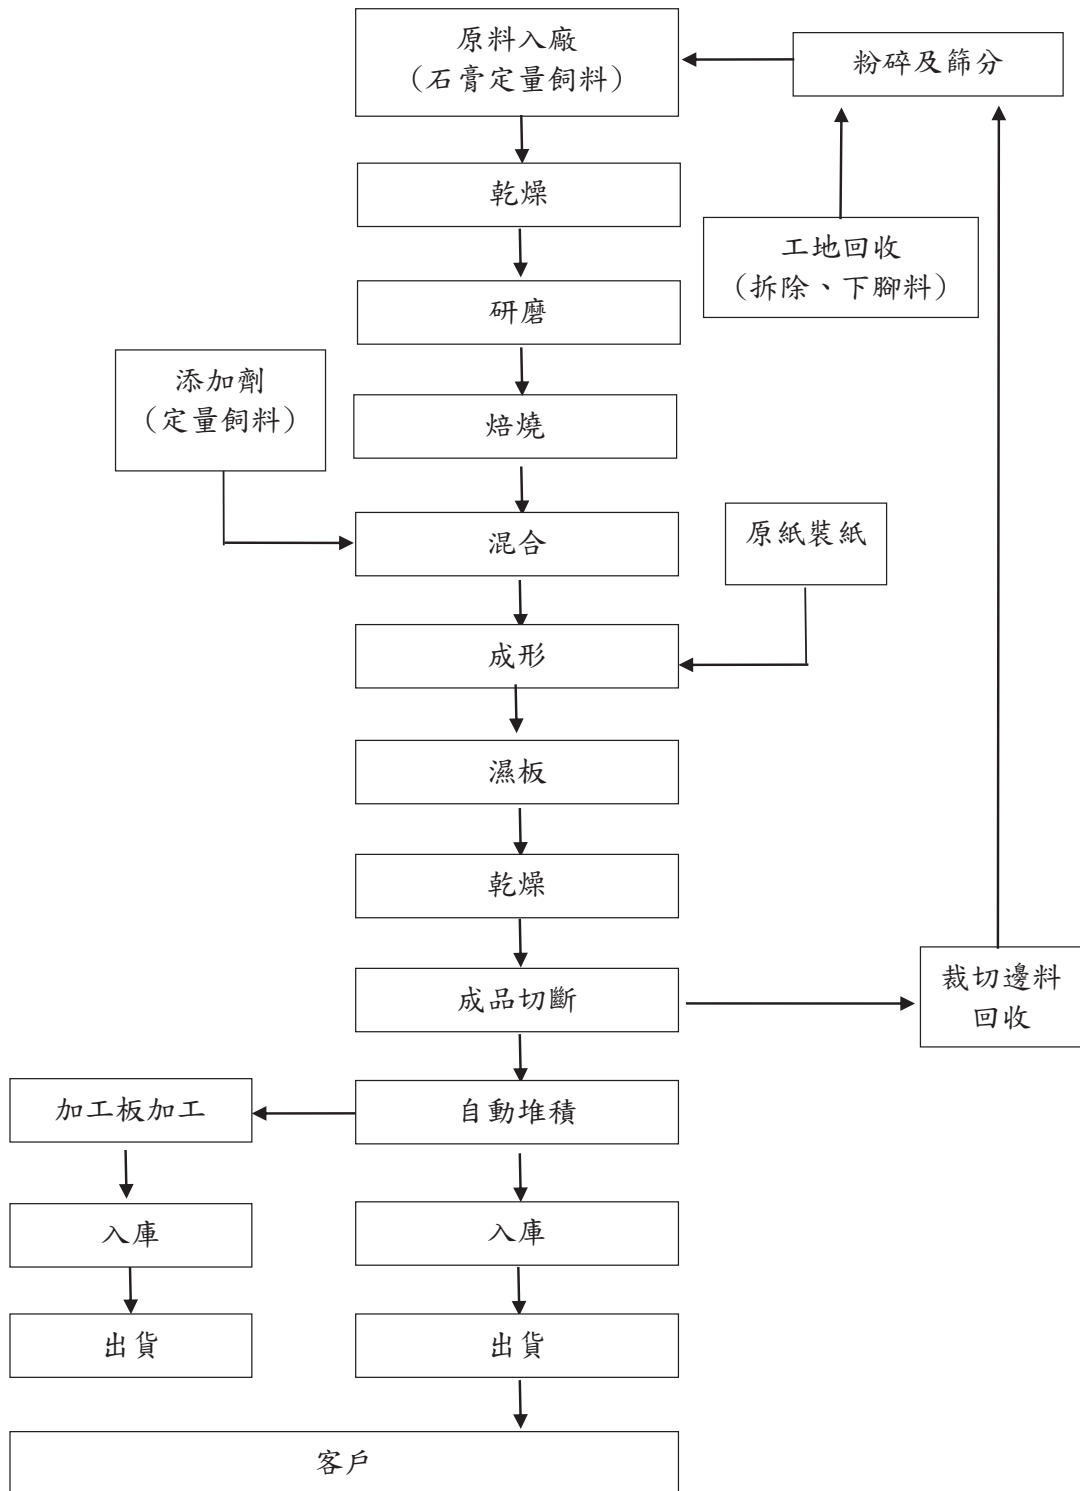 原料入廠
（石膏定量飼料）
粉碎及篩分
乾燥
工地回收
（拆除、下腳料）
研磨
添加劑
（定量飼料）
焙燒
混合
原紙裝紙
成形
濕板
乾燥
成品切斷
裁切邊料
回收
加工板加工
自動堆積
入庫
入庫
出貨
出貨
客戶